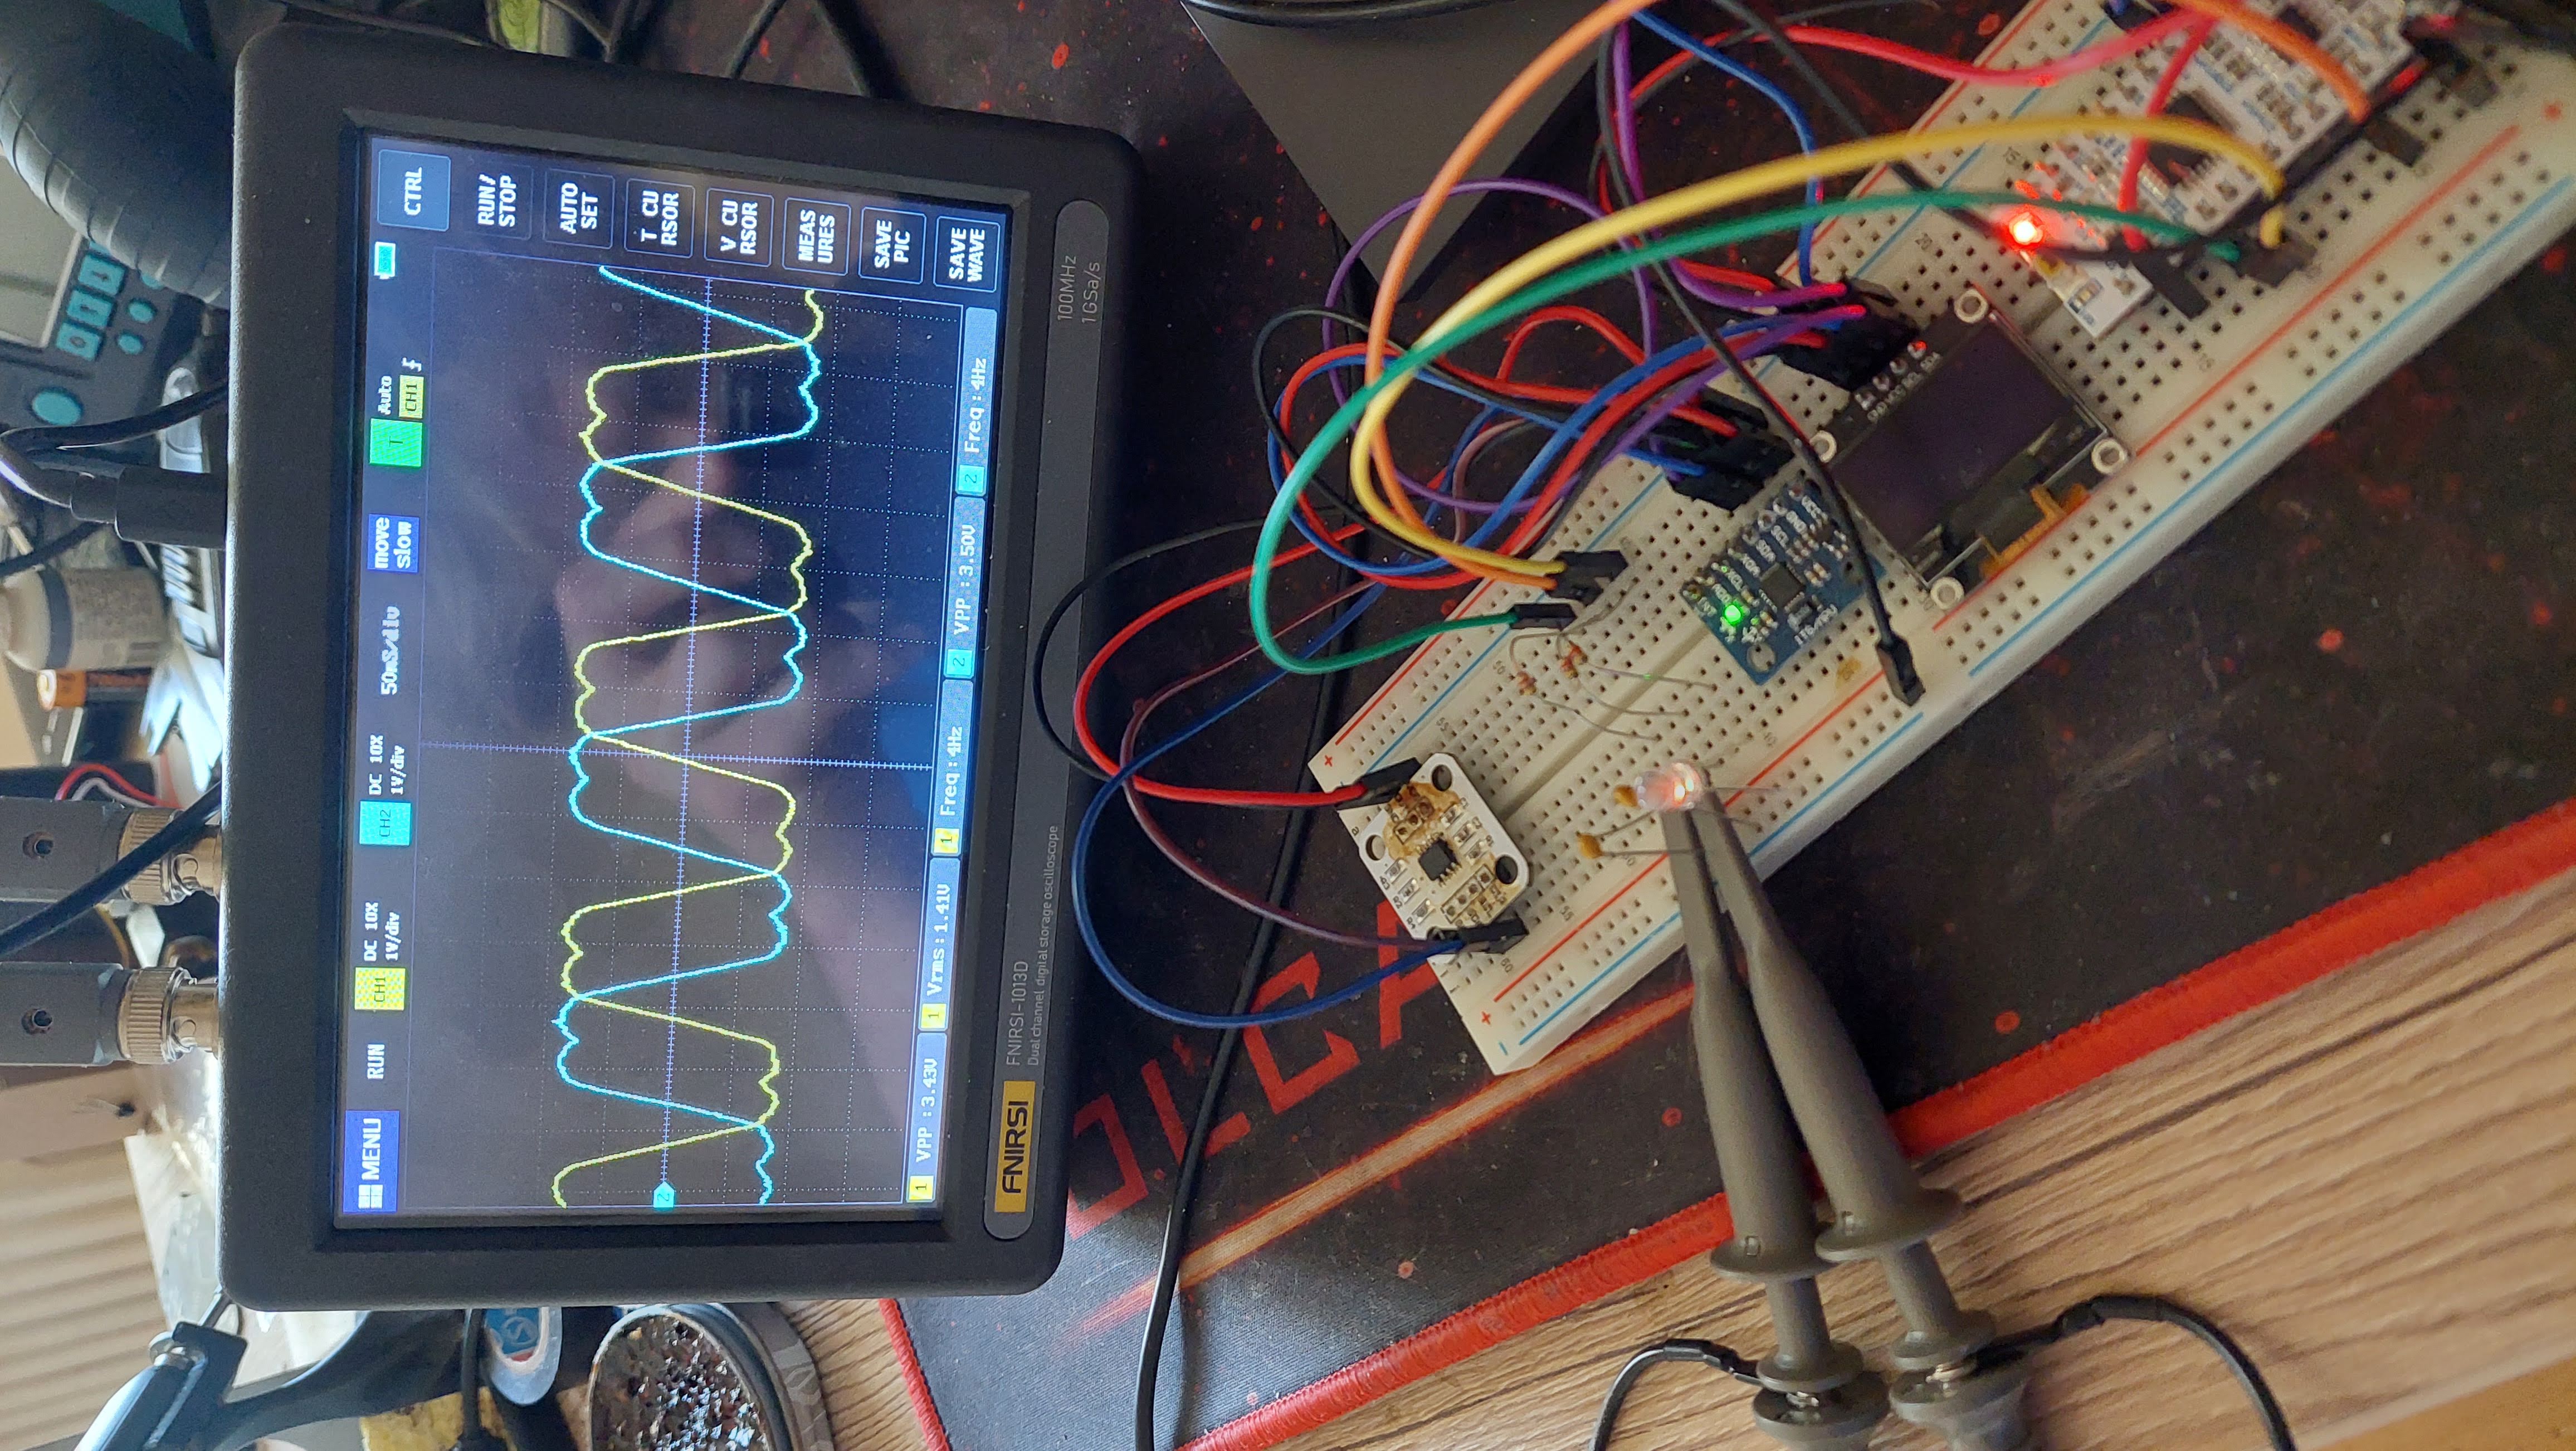 MENU
RUN
CH1
DC 10X
1V/div
CH2
DC 10X
1V/div
50mS/div
move
slow
T
Auto
CH1
CTRL
RUN/
STOP
AUTO
SET
T CU
RSOR
V CU
RSOR
MEAS
URES
SAVE
PIC
SAVE
WAVE
2
1 VPP :3.43V
1 Vrms:1.41V
1 Freq:4Hz
2 VPP :3.50V
2 Freq:4Hz
FNIRSI
FNIRSI-1013D
Dual channel digital storage oscilloscope
100MHz
1GSa/s